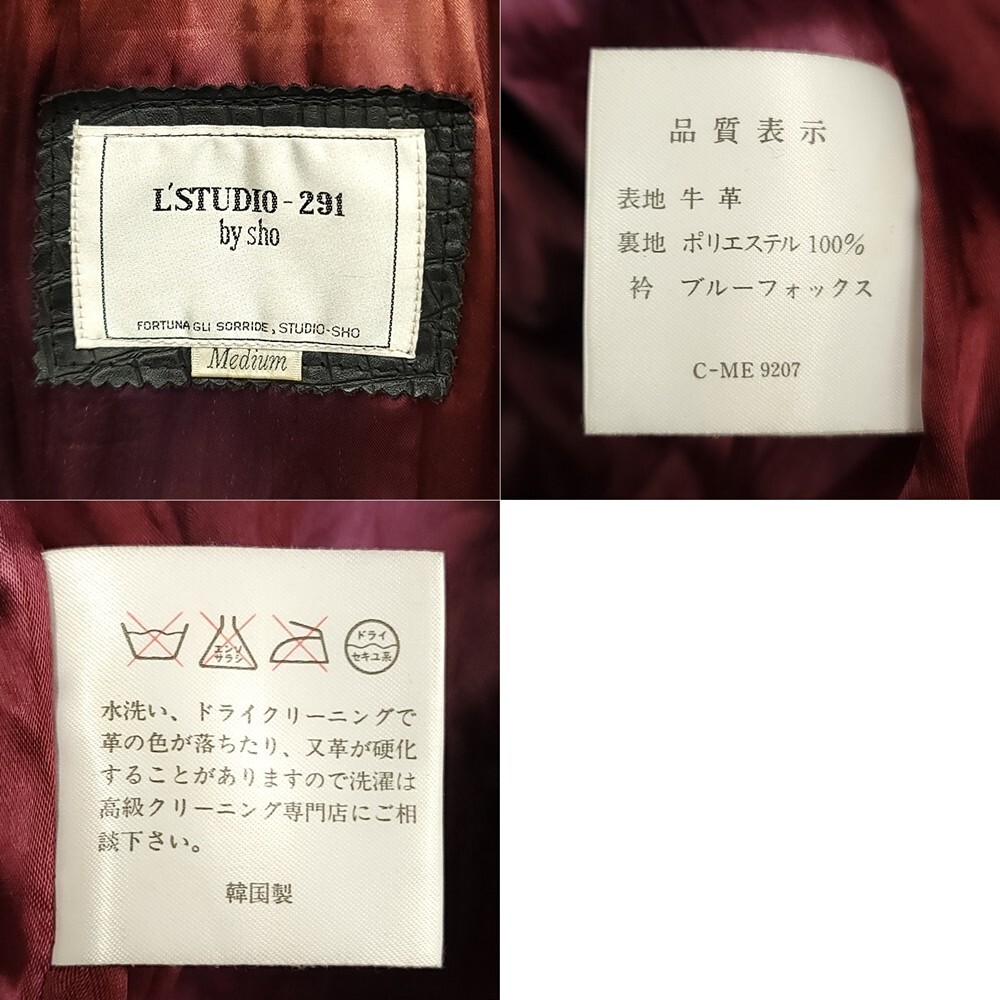 L'STUDIO-291
by sho
FORTUNA GLI SORRIDE, STUDIO-SHO
Medium
品質表示
表地 牛革
裏地 ポリエステル100%
衿 ブルーフォックス
C-ME 9207
エンソ
サラシ
ドライ
セキユ系
水洗い、ドライクリーニングで
革の色が落ちたり、又革が硬化
することがありますので洗濯は
高級クリーニング専門店にご相
談下さい。
韓国製